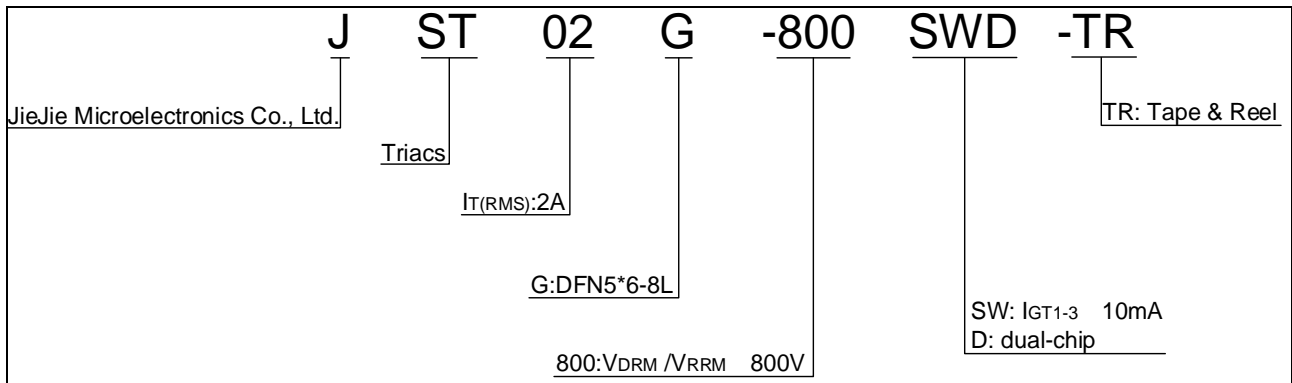 J ST 02 G -800 SWD -TR
JieJie Microelectronics Co., Ltd.
TR: Tape & Reel
Triacs
IT(RMS):2A
G:DFN5*6-8L
SW: IGT1-3 10mA
D: dual-chip
800:VDRM /VRRM 800V